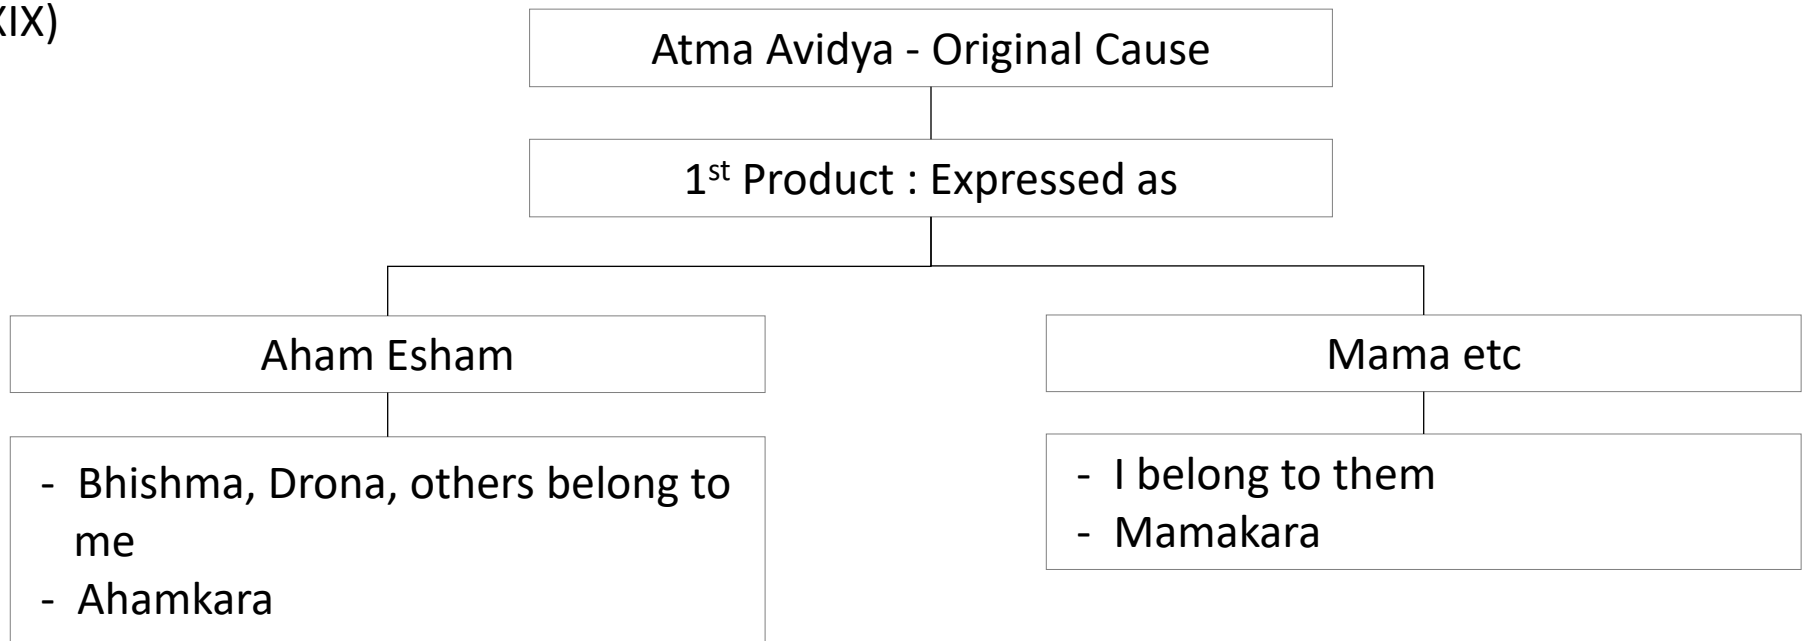 XIX)
Atma Avidya - Original Cause
1st Product : Expressed as
Aham Esham
Mama etc
- Bhishma, Drona, others belong to
me
- Ahamkara
- I belong to them
- Mamakara